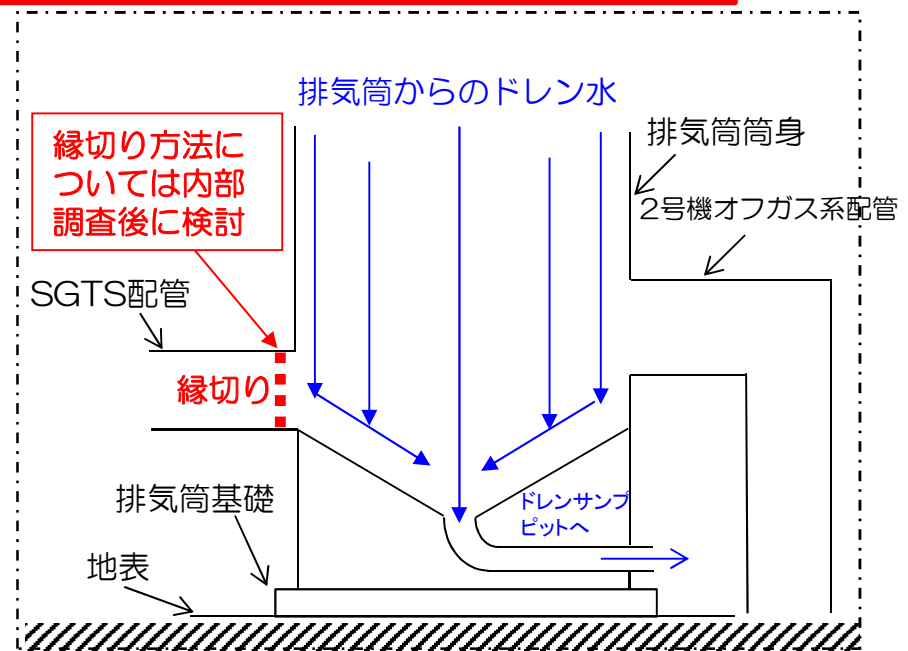 排気筒からのドレン水
縁切り方法に
ついては内部
調査後に検討
排気筒筒身
2号機オフガス系配管
SGTS配管
縁切り
排気筒基礎
ドレンサンプ
ピットへ
地表